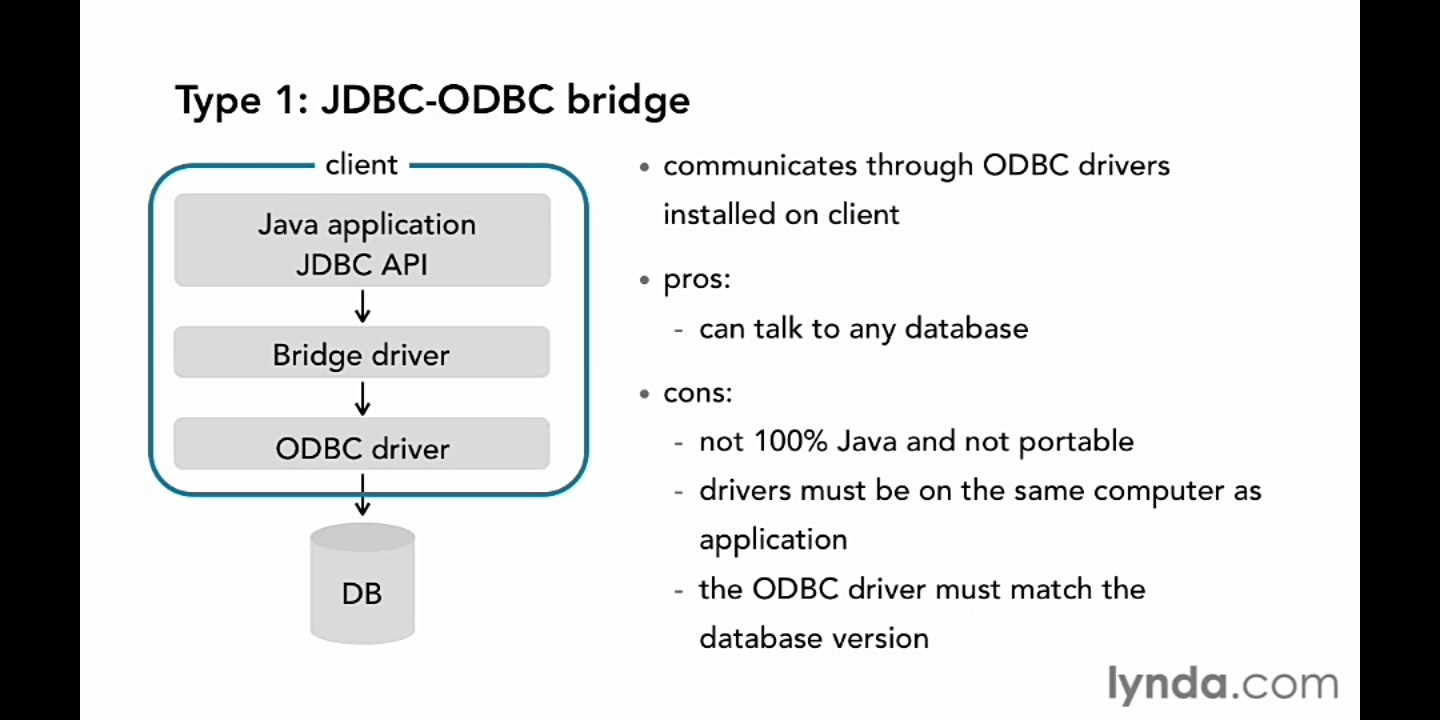 Type 1: JDBC-ODBC bridge
client
Java application
JDBC API
Bridge driver
ODBC driver
DB
• communicates through ODBC drivers
installed on client
• pros:
- can talk to any database
• cons:
- not 100% Java and not portable
- drivers must be on the same computer as
application
- the ODBC driver must match the
database version
lynda.com